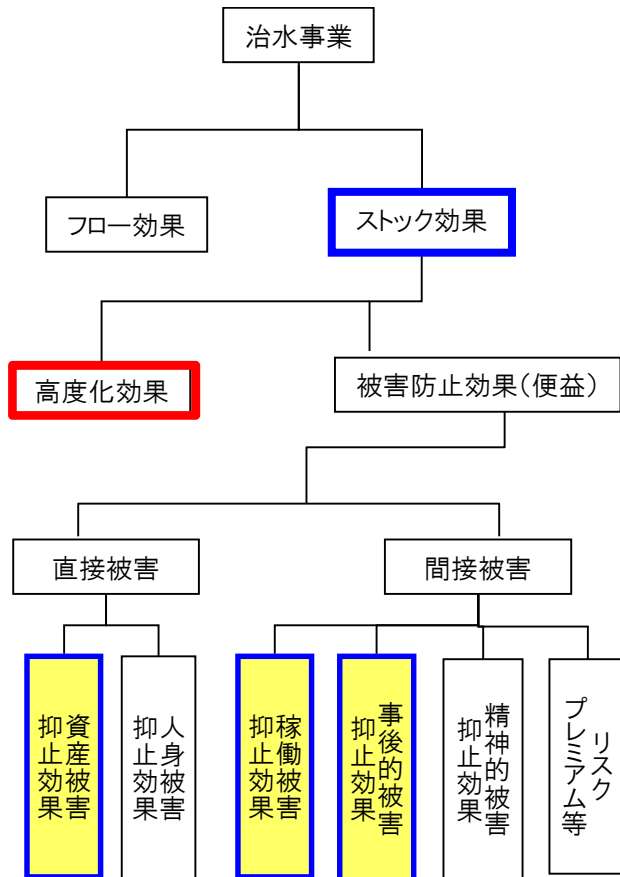 治水事業
フロー効果
ストック効果
高度化効果
被害防止効果(便益)
直接被害
間接被害
資産被害
抑止効果
人身被害
抑止効果
稼働被害
抑止効果
事後的被害
抑止効果
精神的被害
抑止効果
リスク
プレミアム等